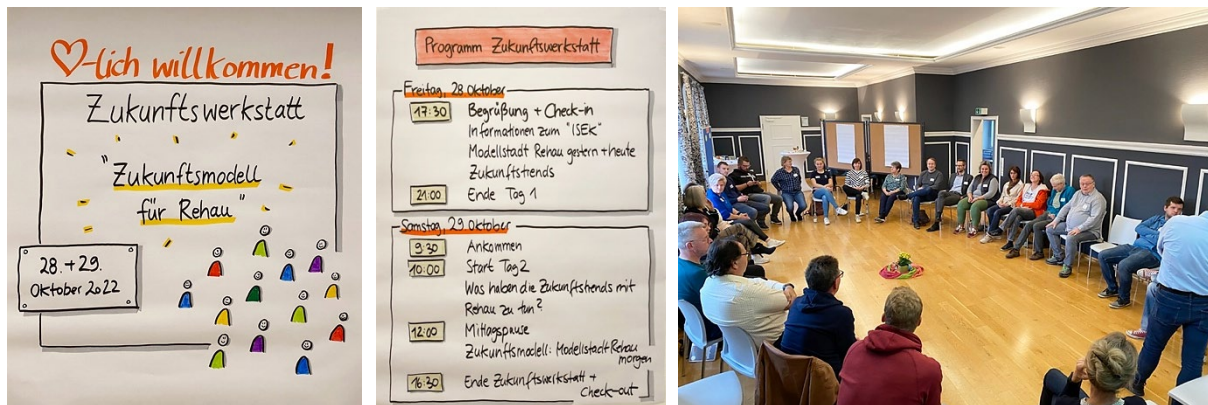 ♡-lich willkommen!
Zukunftswerkstatt
"Zukunftsmodell
für Rehau"
28.+29.
Oktober 2022
Programm Zukunftswerkstatt
Freitag, 28. Oktober
17:30 Begrüßung + Check-in
Informationen zum "ISEK"
Modellstadt Rehau gestern + heute
Zukunftstrends
21:00 Ende Tag 1
Samstag, 29. Oktober
9:30 Ankommen
10:00 Start Tag 2
Was haben die Zukunftstrends mit
Rehau zu tun?
12:00 Mittagspause
Zukunftsmodell: Modellstadt Rehau
morgen
16:30 Ende Zukunftswerkstatt +
Check-out